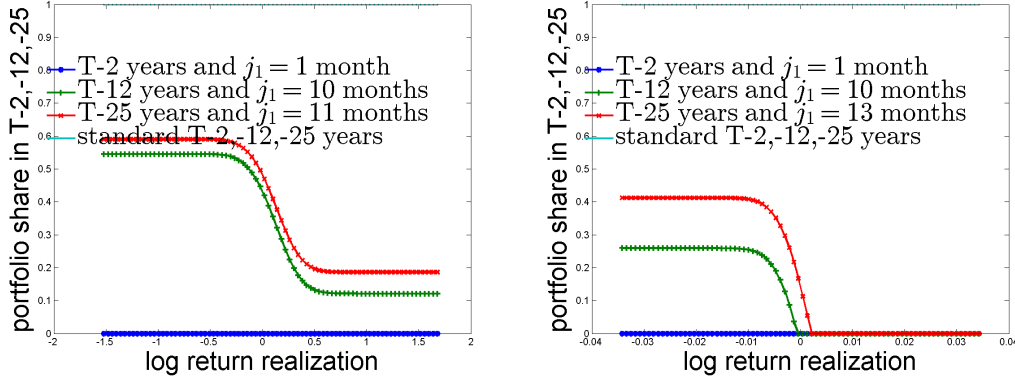 portfolio share in T-2,-12,-25
1
0.9
0.8
0.7
0.6
0.5
0.4
0.3
0.2
0.1
0
T-2 years and j₁ = 1 month
T-12 years and j₁ = 10 months
T-25 years and j₁ = 11 months
standard T-2,-12,-25 years
-2 -1.5 -1 -0.5 0 0.5 1 1.5 2
log return realization
portfolio share in T-2,-12,-25
1
0.9
0.8
0.7
0.6
0.5
0.4
0.3
0.2
0.1
0
T-2 years and j₁ = 1 month
T-12 years and j₁ = 10 months
T-25 years and j₁ = 13 months
standard T-2,-12,-25 years
-0.04 -0.03 -0.02 -0.01 0 0.01 0.02 0.03 0.04
log return realization